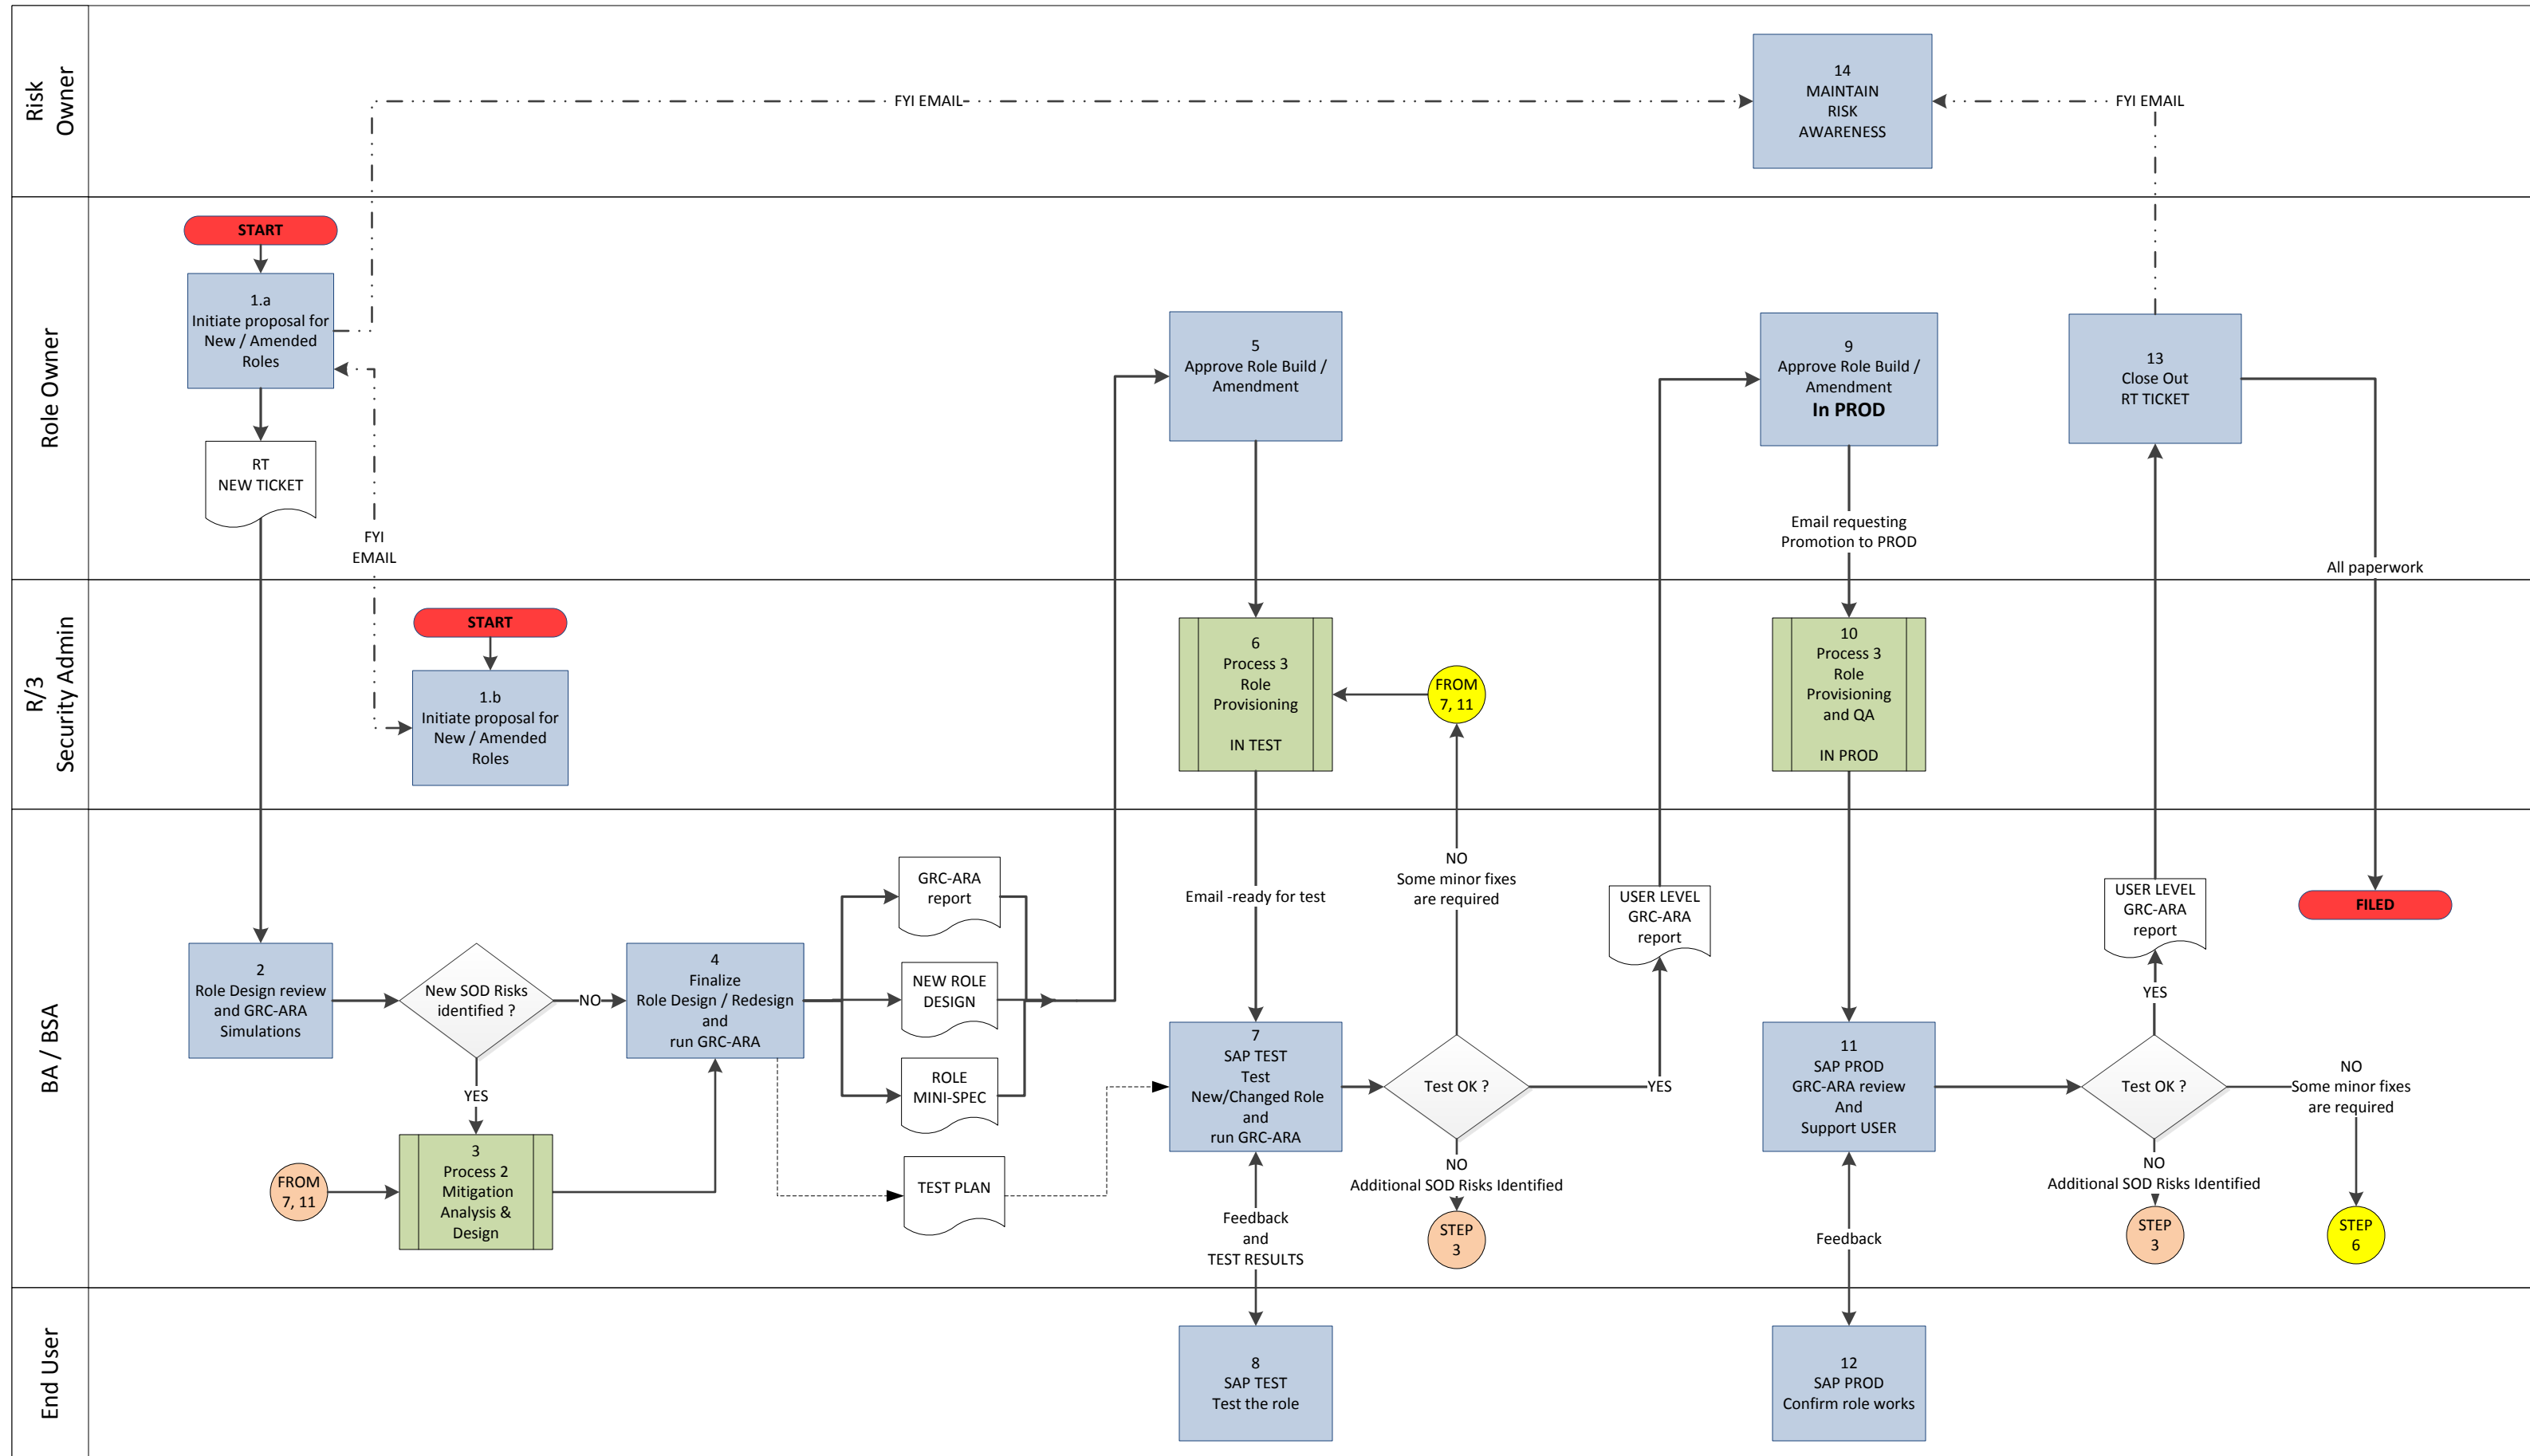 Risk
Owner
14
MAINTAIN
RISK
AWARENESS
FYI EMAIL
FYI EMAIL
Role Owner
START
1.a
Initiate proposal for
New / Amended
Roles
RT
NEW TICKET
FYI
EMAIL
5
Approve Role Build /
Amendment
9
Approve Role Build /
Amendment
In PROD
Email requesting
Promotion to PROD
13
Close Out
RT TICKET
All paperwork
R/3
Security Admin
START
1.b
Initiate proposal for
New / Amended
Roles
6
Process 3
Role
Provisioning
IN TEST
FROM
7, 11
10
Process 3
Role
Provisioning
and QA
IN PROD
BA / BSA
2
Role Design review
and GRC-ARA
Simulations
New SOD Risks
identified ?
NO
YES
FROM
7, 11
3
Process 2
Mitigation
Analysis &
Design
4
Finalize
Role Design / Redesign
and
run GRC-ARA
GRC-ARA
report
NEW ROLE
DESIGN
ROLE
MINI-SPEC
TEST PLAN
Email -ready for test
7
SAP TEST
Test
New/Changed Role
and
run GRC-ARA
Feedback
and
TEST RESULTS
Test OK ?
NO
Some minor fixes
are required
YES
NO
Additional SOD Risks Identified
STEP
3
USER LEVEL
GRC-ARA
report
11
SAP PROD
GRC-ARA review
And
Support USER
Feedback
Test OK ?
YES
USER LEVEL
GRC-ARA
report
NO
Additional SOD Risks Identified
STEP
3
NO
Some minor fixes
are required
STEP
6
FILED
End User
8
SAP TEST
Test the role
12
SAP PROD
Confirm role works